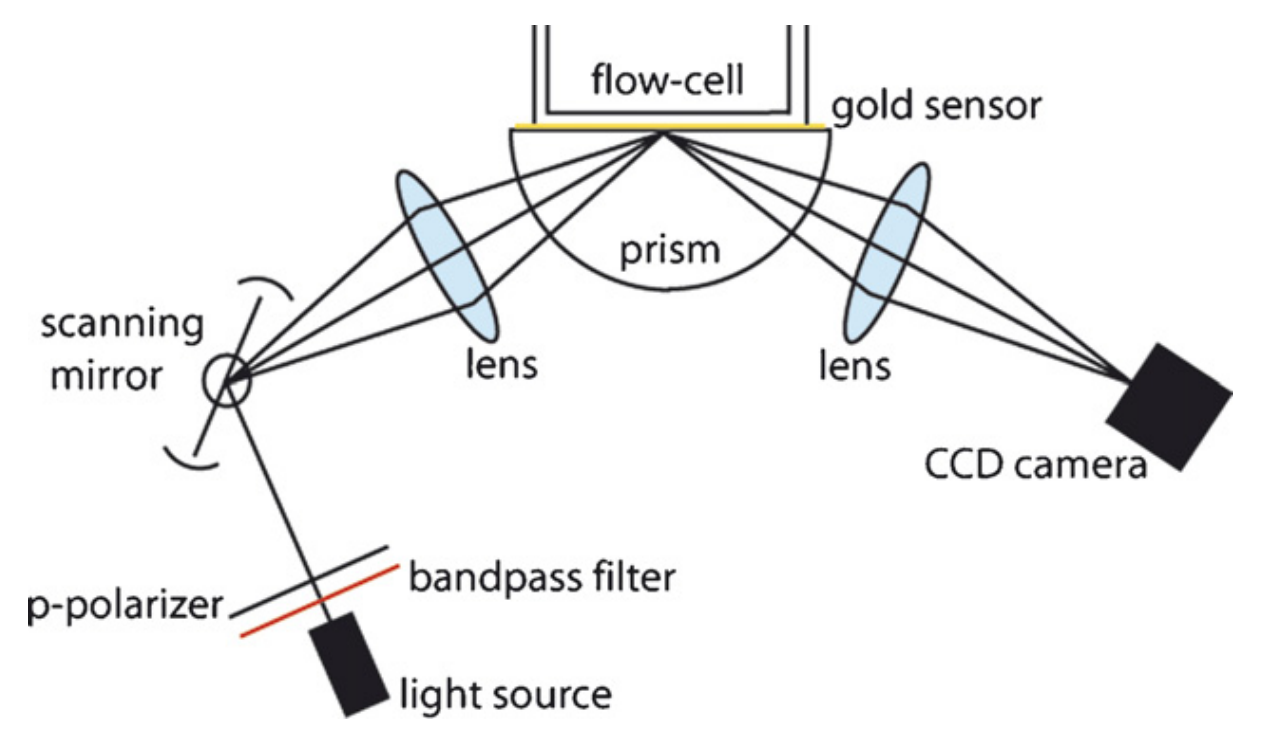 flow-cell
gold sensor
prism
scanning
mirror
lens
lens
CCD camera
bandpass filter
p-polarizer
light source